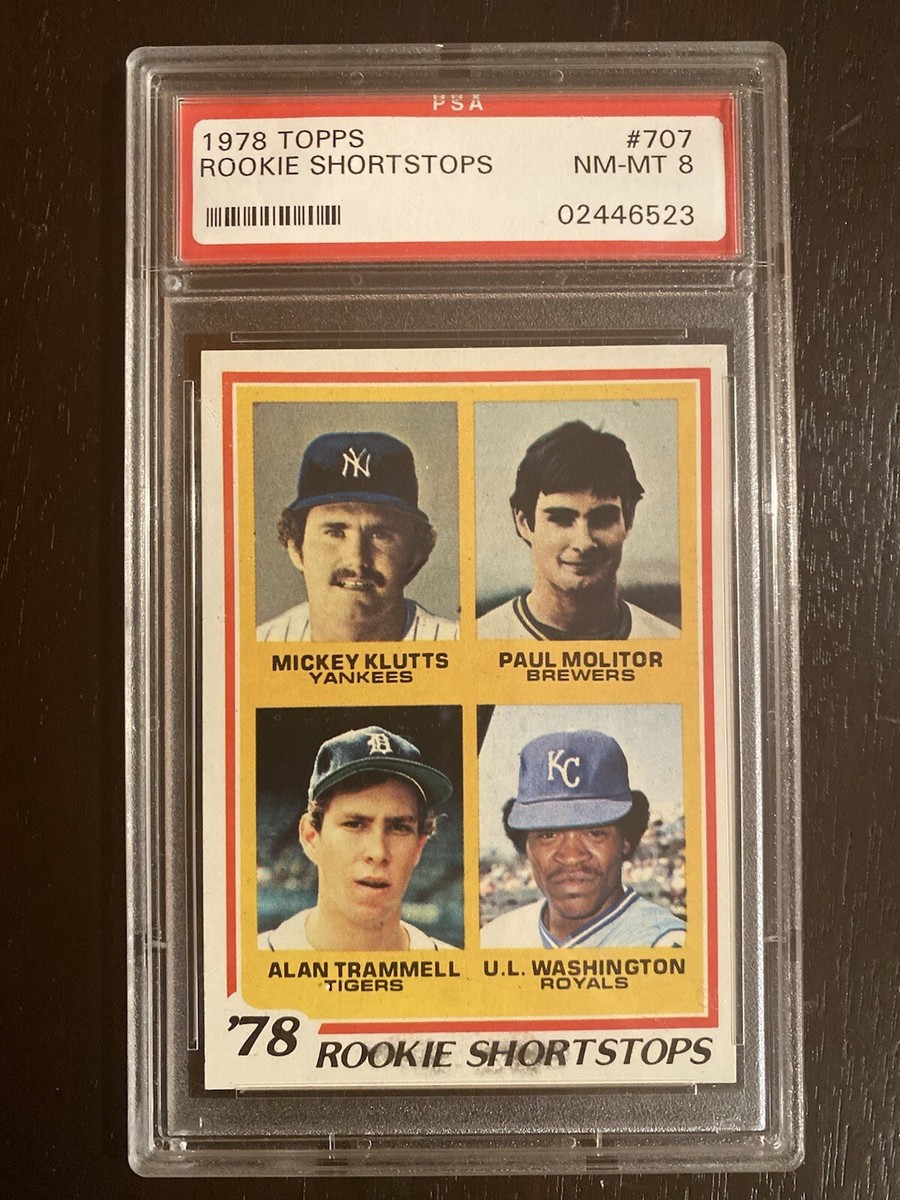 PSA
1978 TOPPS #707
ROOKIE SHORTSTOPS NM-MT 8
02446523
NY
MICKEY KLUTTS PAUL MOLITOR
YANKEES BREWERS
D KC
ALAN TRAMMELL U.L. WASHINGTON
TIGERS ROYALS
'78 ROOKIE SHORTSTOPS